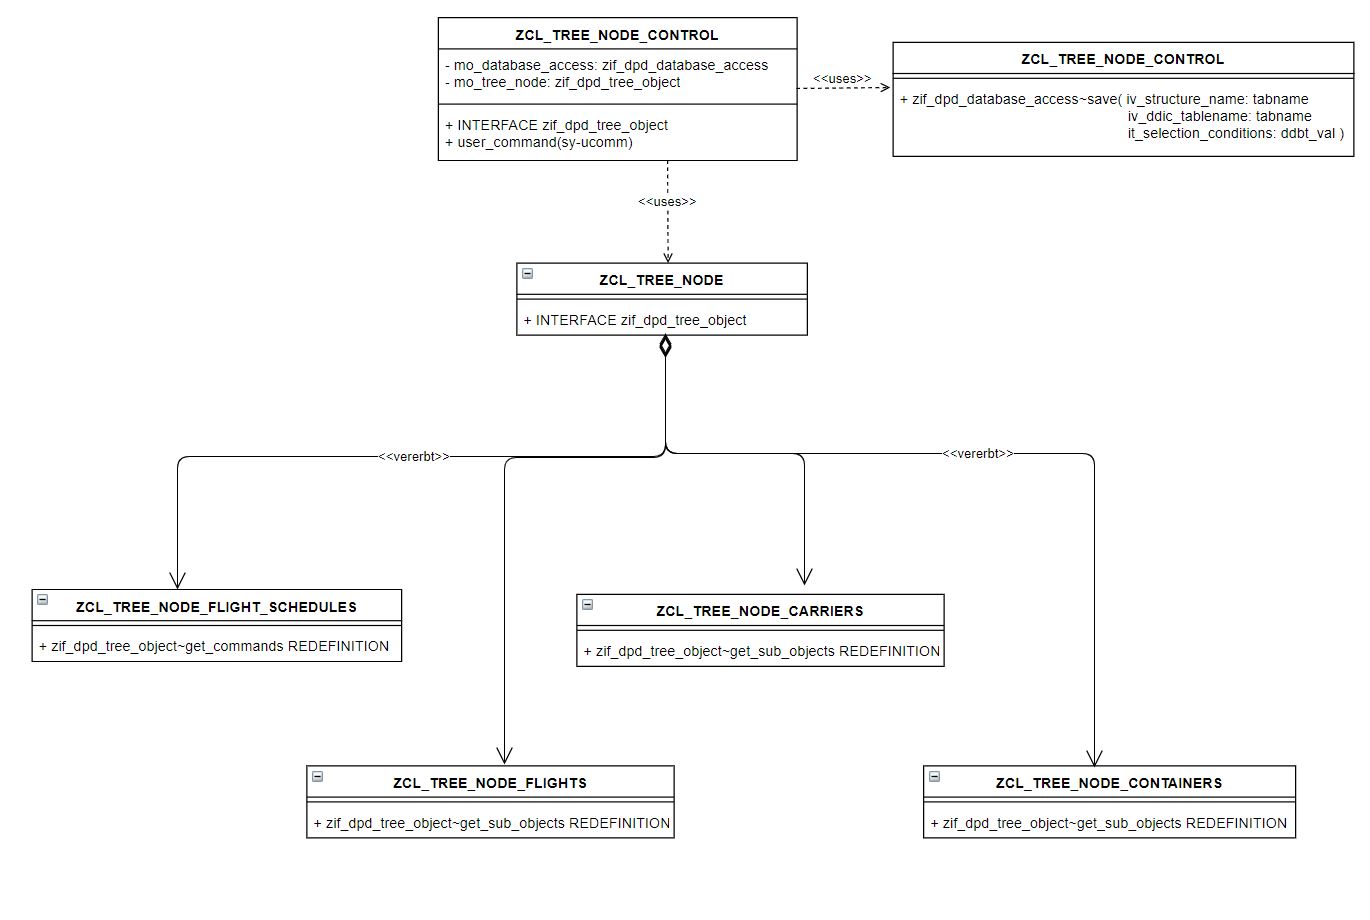 ZCL_TREE_NODE_CONTROL
- mo_database_access: zif_dpd_database_access
- mo_tree_node: zif_dpd_tree_object
+ INTERFACE zif_dpd_tree_object
+ user_command(sy-ucomm)
<<uses>>
ZCL_TREE_NODE_CONTROL
+ zif_dpd_database_access~save( iv_structure_name: tabname
iv_ddic_tablename: tabname
it_selection_conditions: ddbt_val )
<<uses>>
ZCL_TREE_NODE
+ INTERFACE zif_dpd_tree_object
<<vererbt>>
<<vererbt>>
ZCL_TREE_NODE_FLIGHT_SCHEDULES
+ zif_dpd_tree_object~get_commands REDEFINITION
ZCL_TREE_NODE_CARRIERS
+ zif_dpd_tree_object~get_sub_objects REDEFINITION
ZCL_TREE_NODE_FLIGHTS
+ zif_dpd_tree_object~get_sub_objects REDEFINITION
ZCL_TREE_NODE_CONTAINERS
+ zif_dpd_tree_object~get_sub_objects REDEFINITION